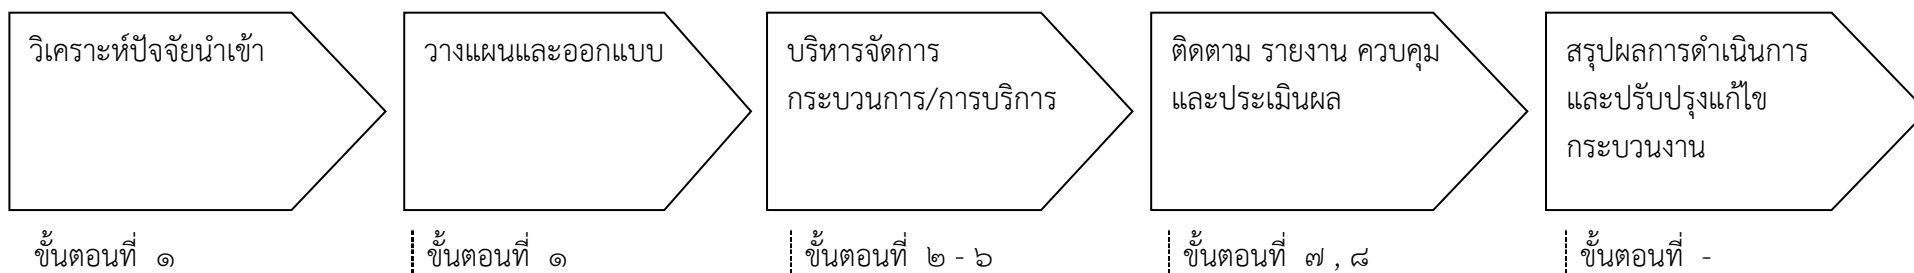 วิเคราะห์ปัจจัยนำเข้า
วางแผนและออกแบบ
บริหารจัดการ
กระบวนการ/การบริการ
ติดตาม รายงาน ควบคุม
และประเมินผล
สรุปผลการดำเนินการ
และปรับปรุงแก้ไข
กระบวนงาน
ขั้นตอนที่ ๑
ขั้นตอนที่ ๑
ขั้นตอนที่ ๒ - ๖
ขั้นตอนที่ ๗ , ๘
ขั้นตอนที่ -